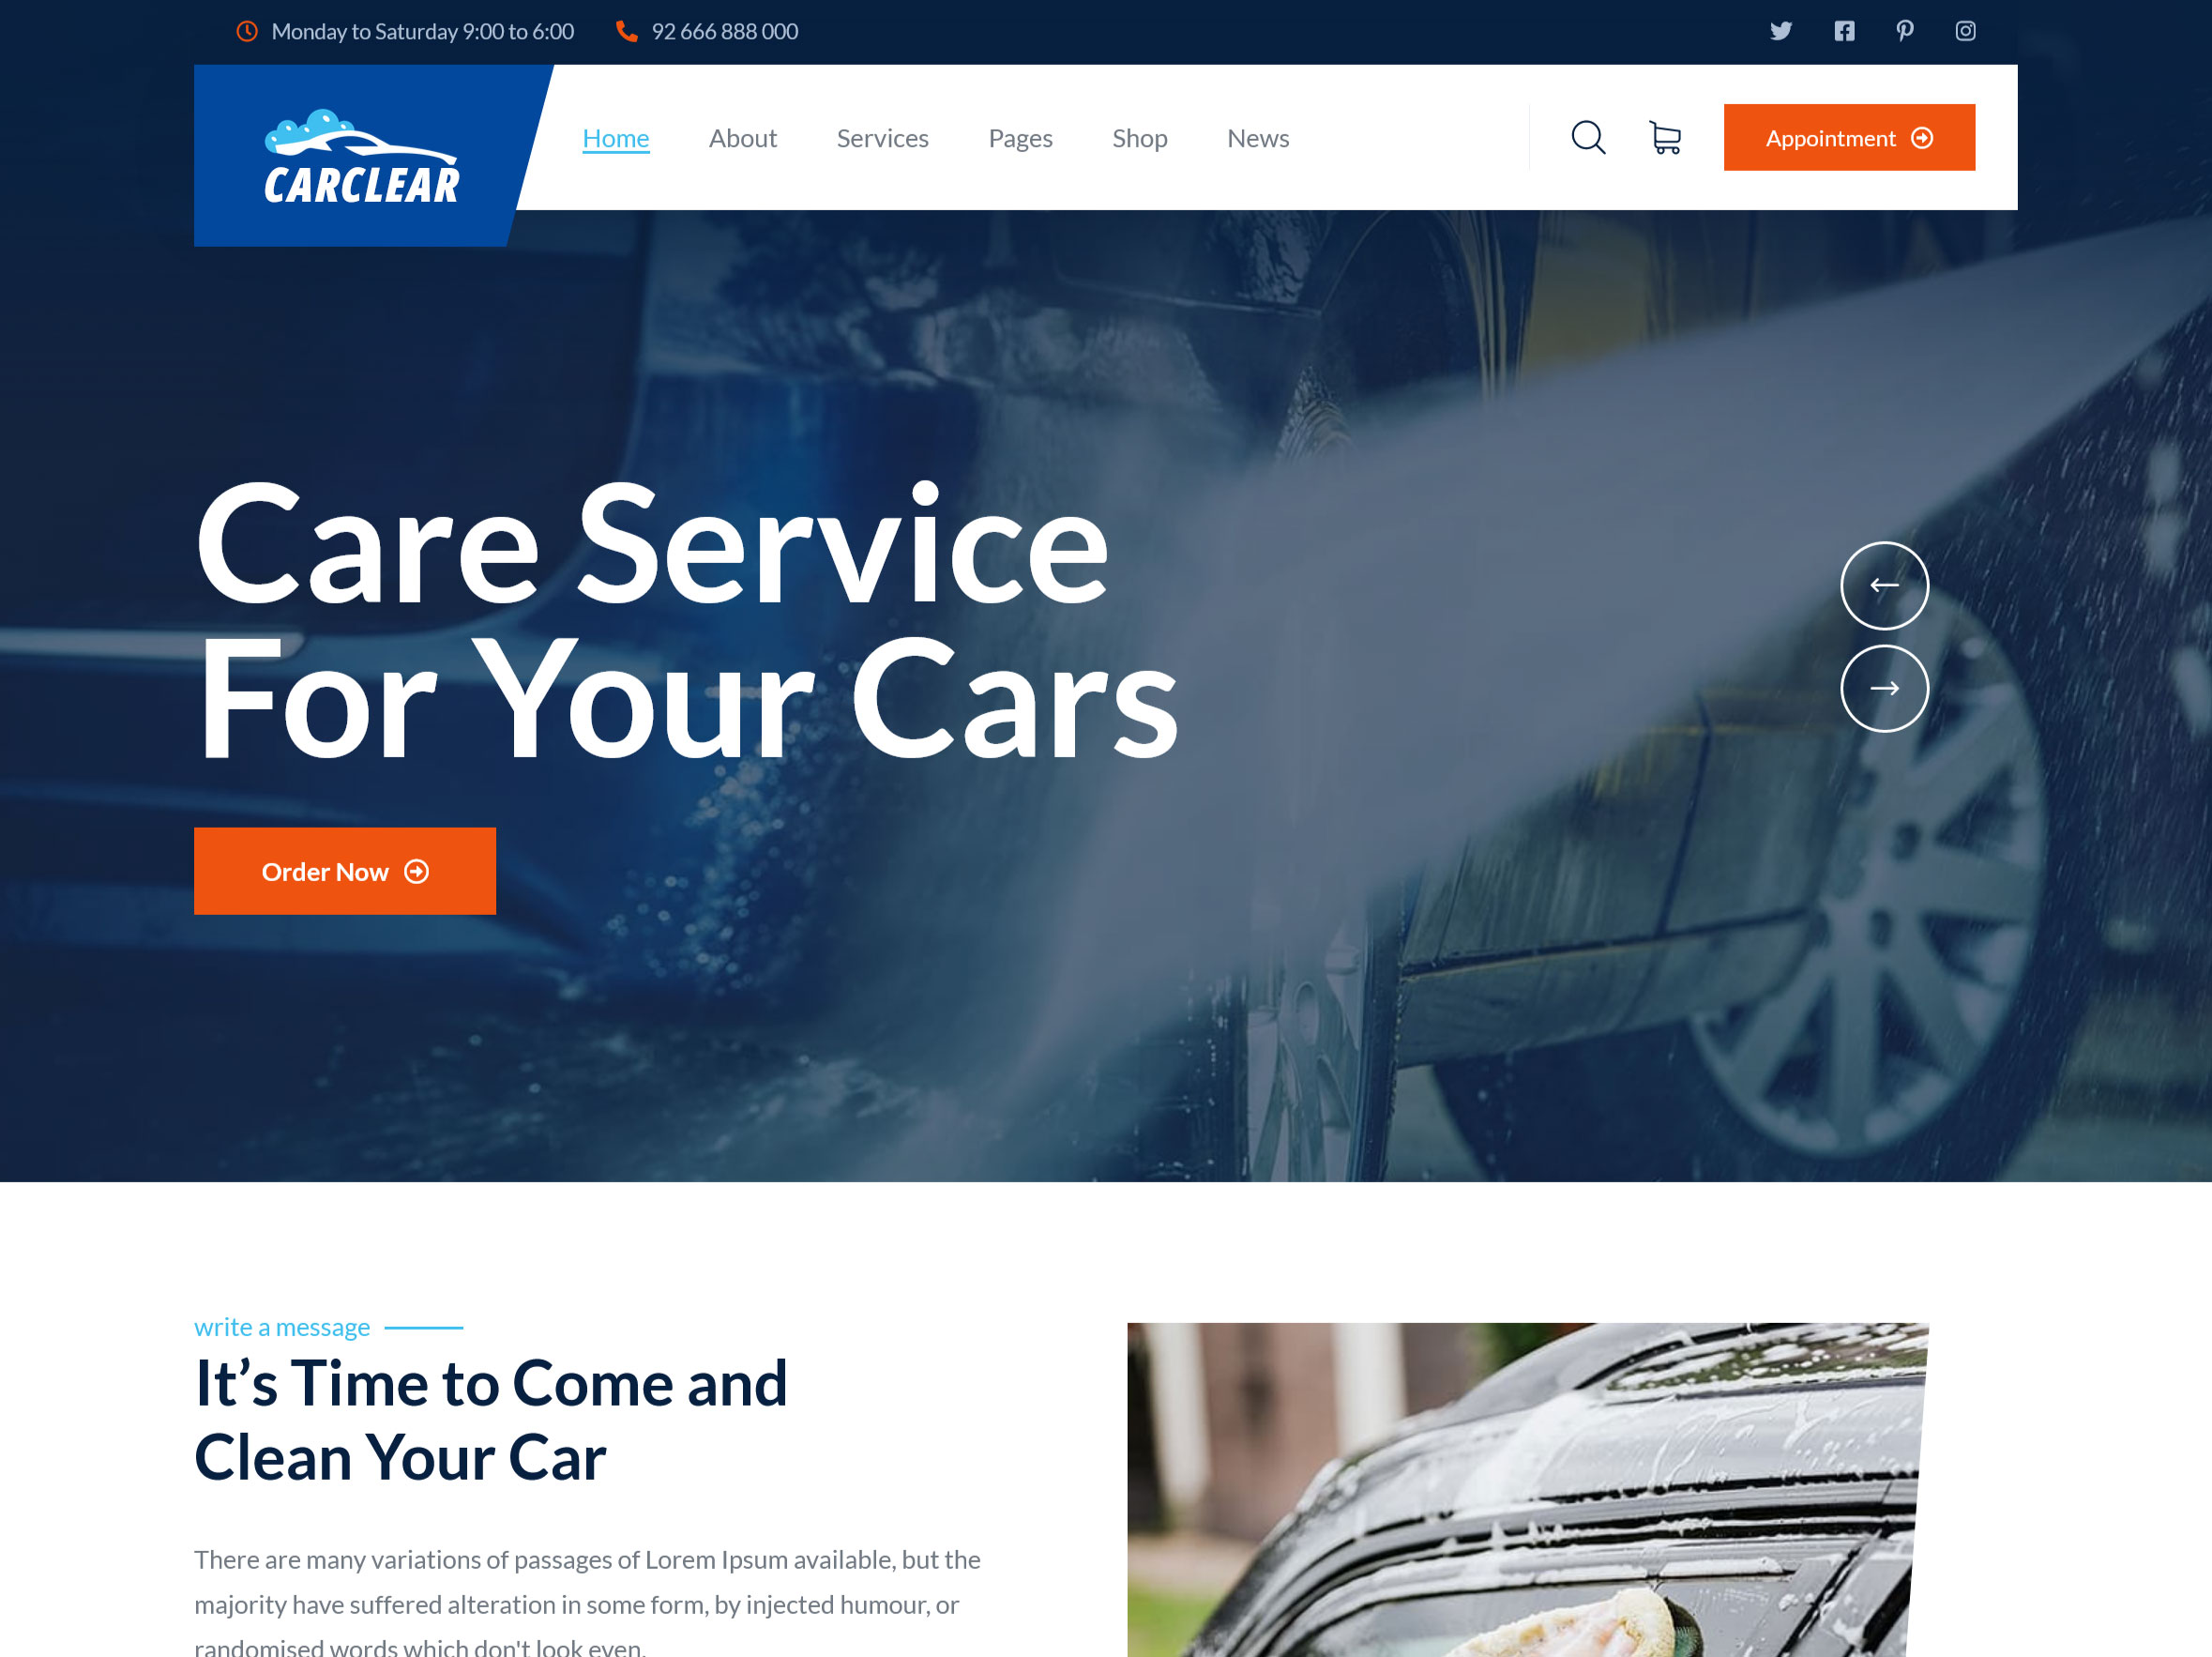 Monday to Saturday 9:00 to 6:00
92 666 888 000
CARCLEAR
Home
About
Services
Pages
Shop
News
Appointment
Care Service
For Your Cars
Order Now
write a message
It’s Time to Come and
Clean Your Car
There are many variations of passages of Lorem Ipsum available, but the
majority have suffered alteration in some form, by injected humour, or
randomised words which don't look even.